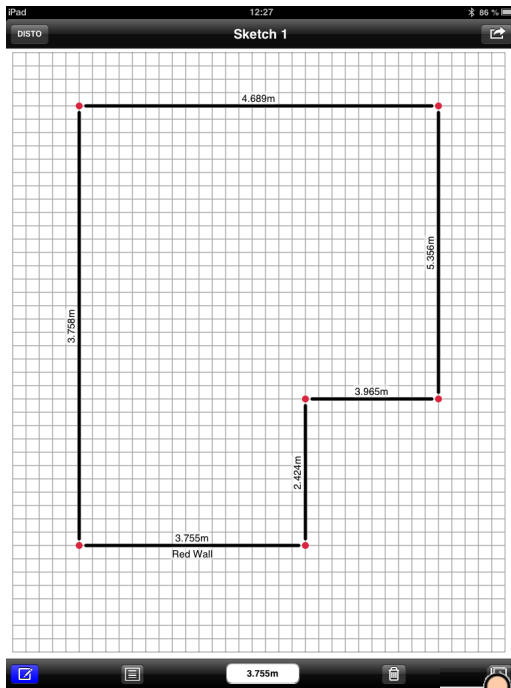 iPad 12:27 86 %
DISTO Sketch 1
4.689m
5.356m
3.758m
3.965m
2.424m
3.755m
Red Wall
3.755m